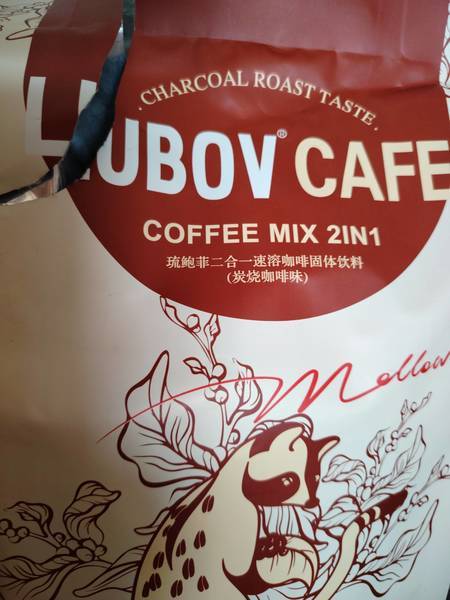 · CHARCOAL ROAST TASTE ·
LIUBOV® CAFE
COFFEE MIX 2IN1
琉鲍菲二合一速溶咖啡固体饮料
(炭烧咖啡味)
Mellow